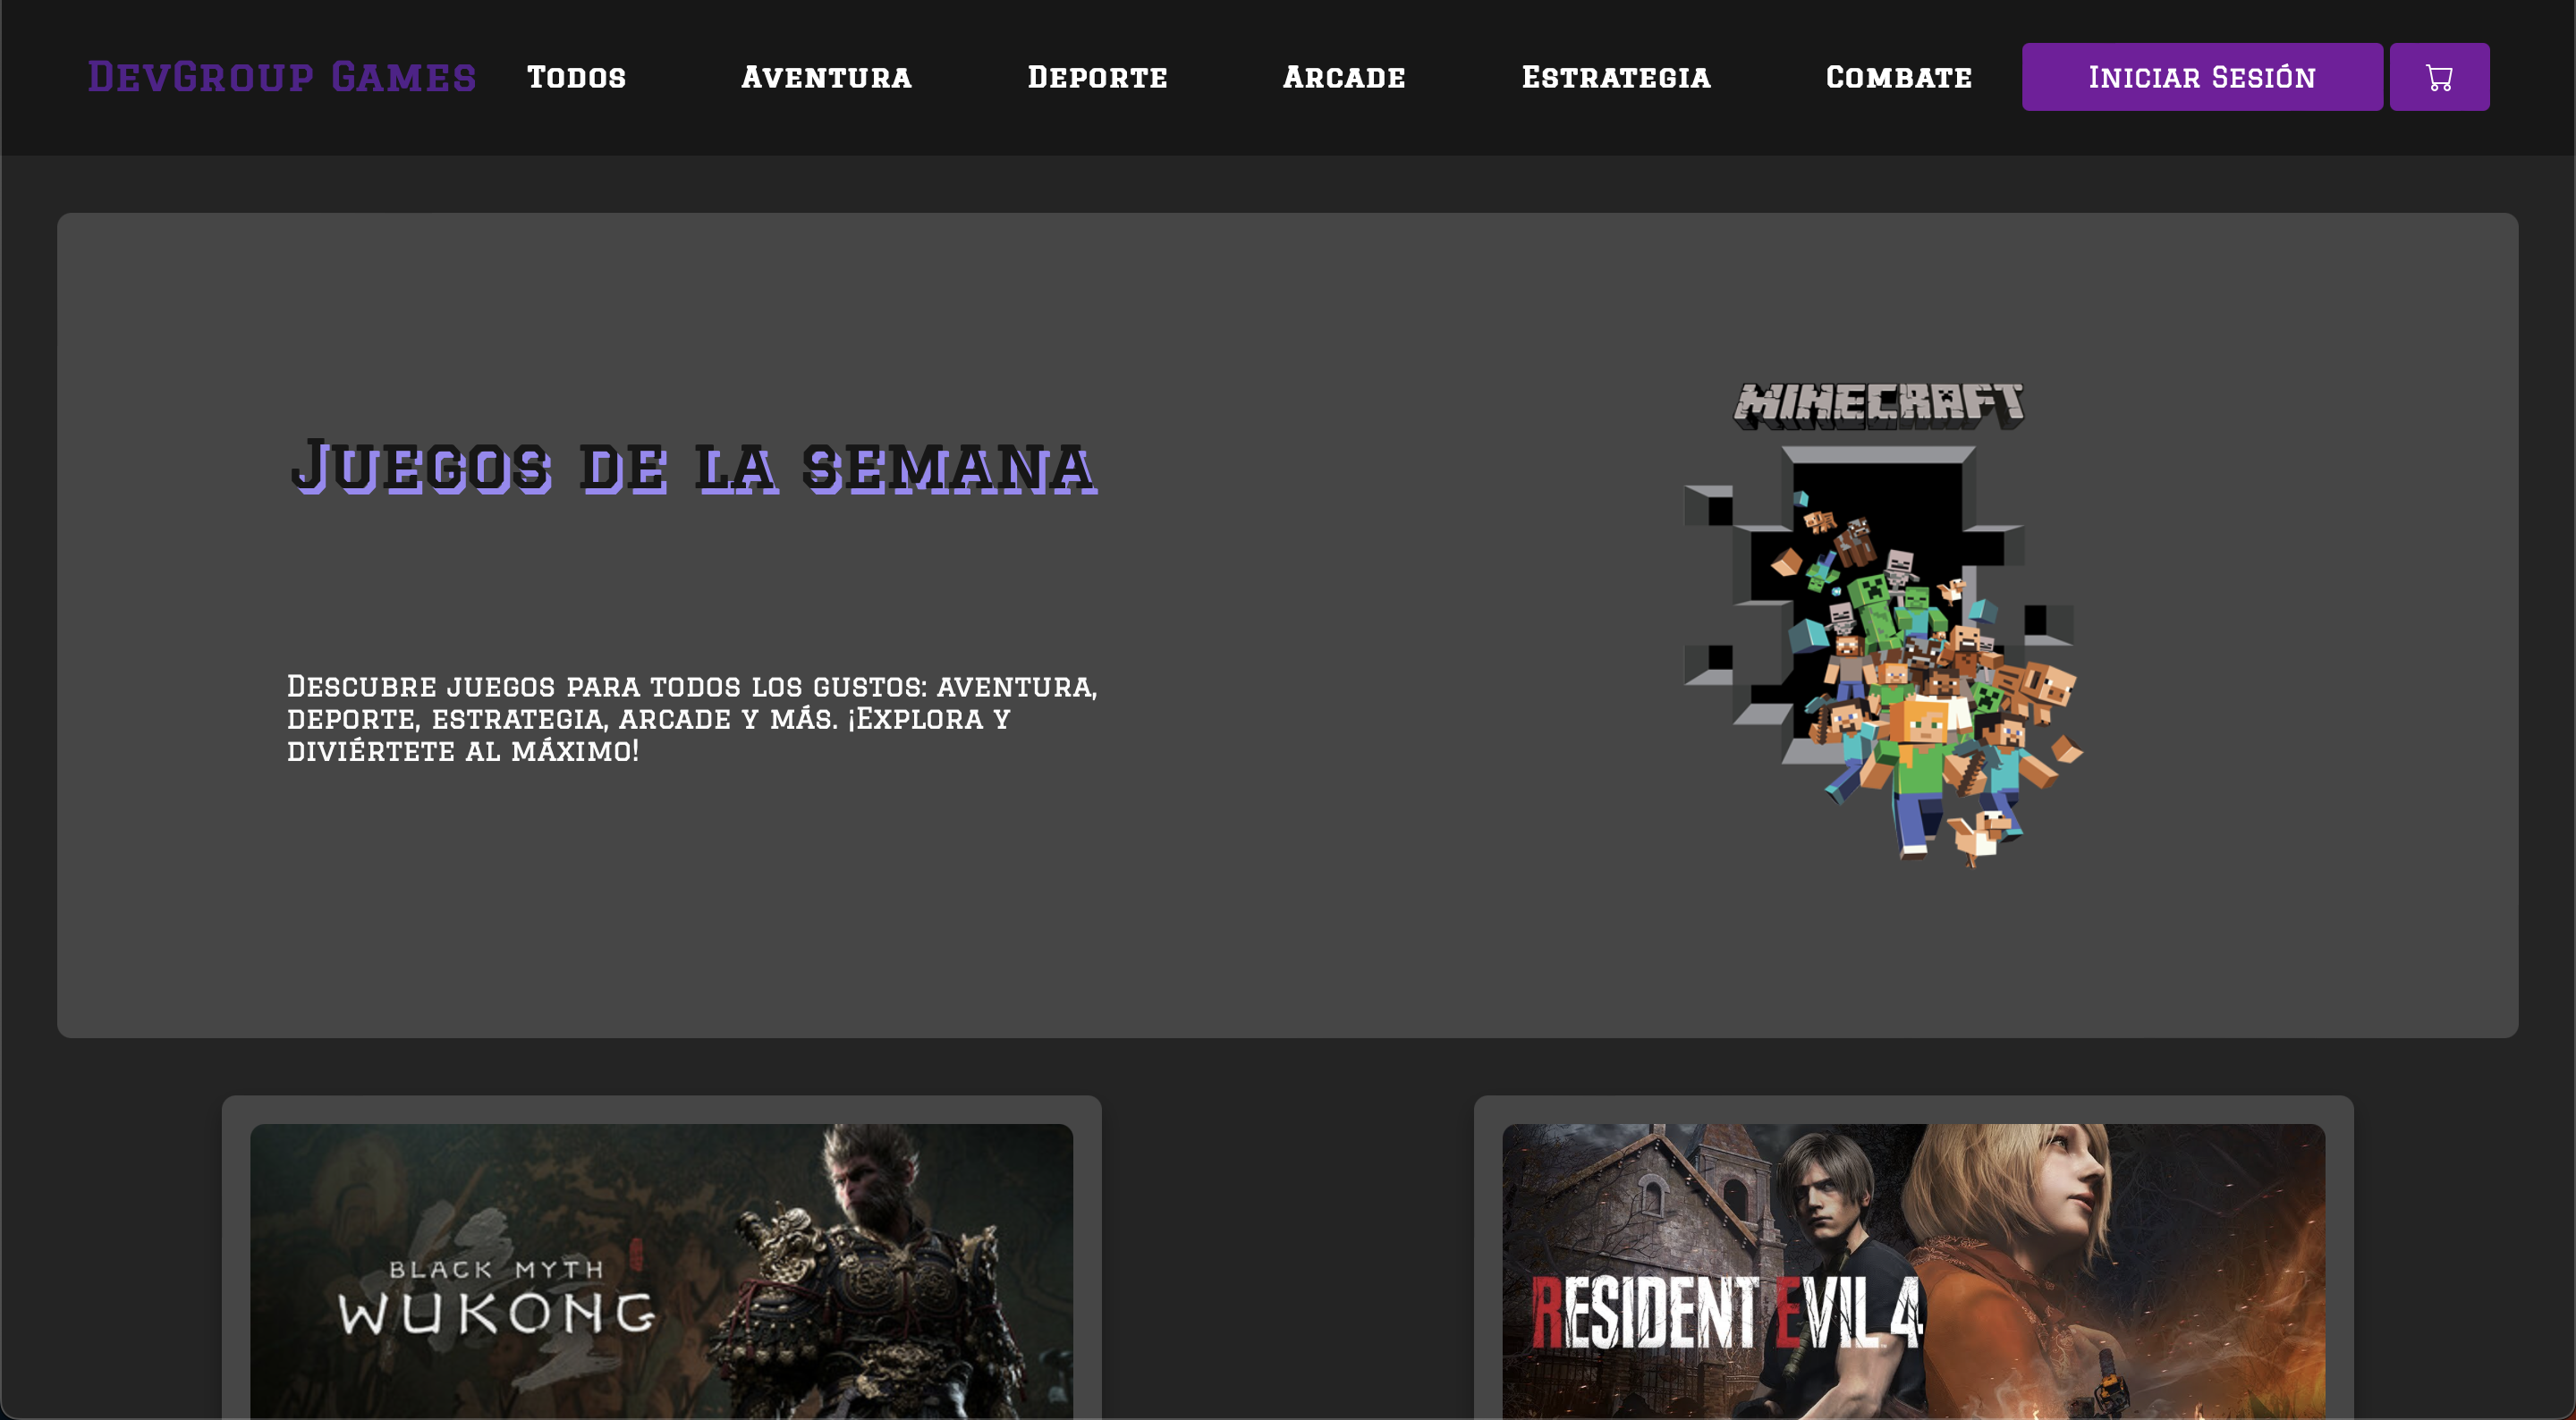 DevGroup Games
Todos
Aventura
Deporte
Arcade
Estrategia
Combate
Iniciar Sesión
Juegos de la semana
Descubre juegos para todos los gustos: aventura,
deporte, estrategia, arcade y más. ¡Explora y
diviértete al máximo!
MINECRAFT
BLACK MYTH
WUKONG
RESIDENT EVIL 4